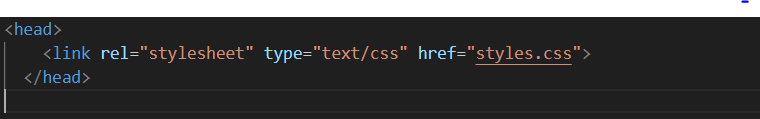 <head>
<link rel="stylesheet" type="text/css" href="styles.css">
</head>